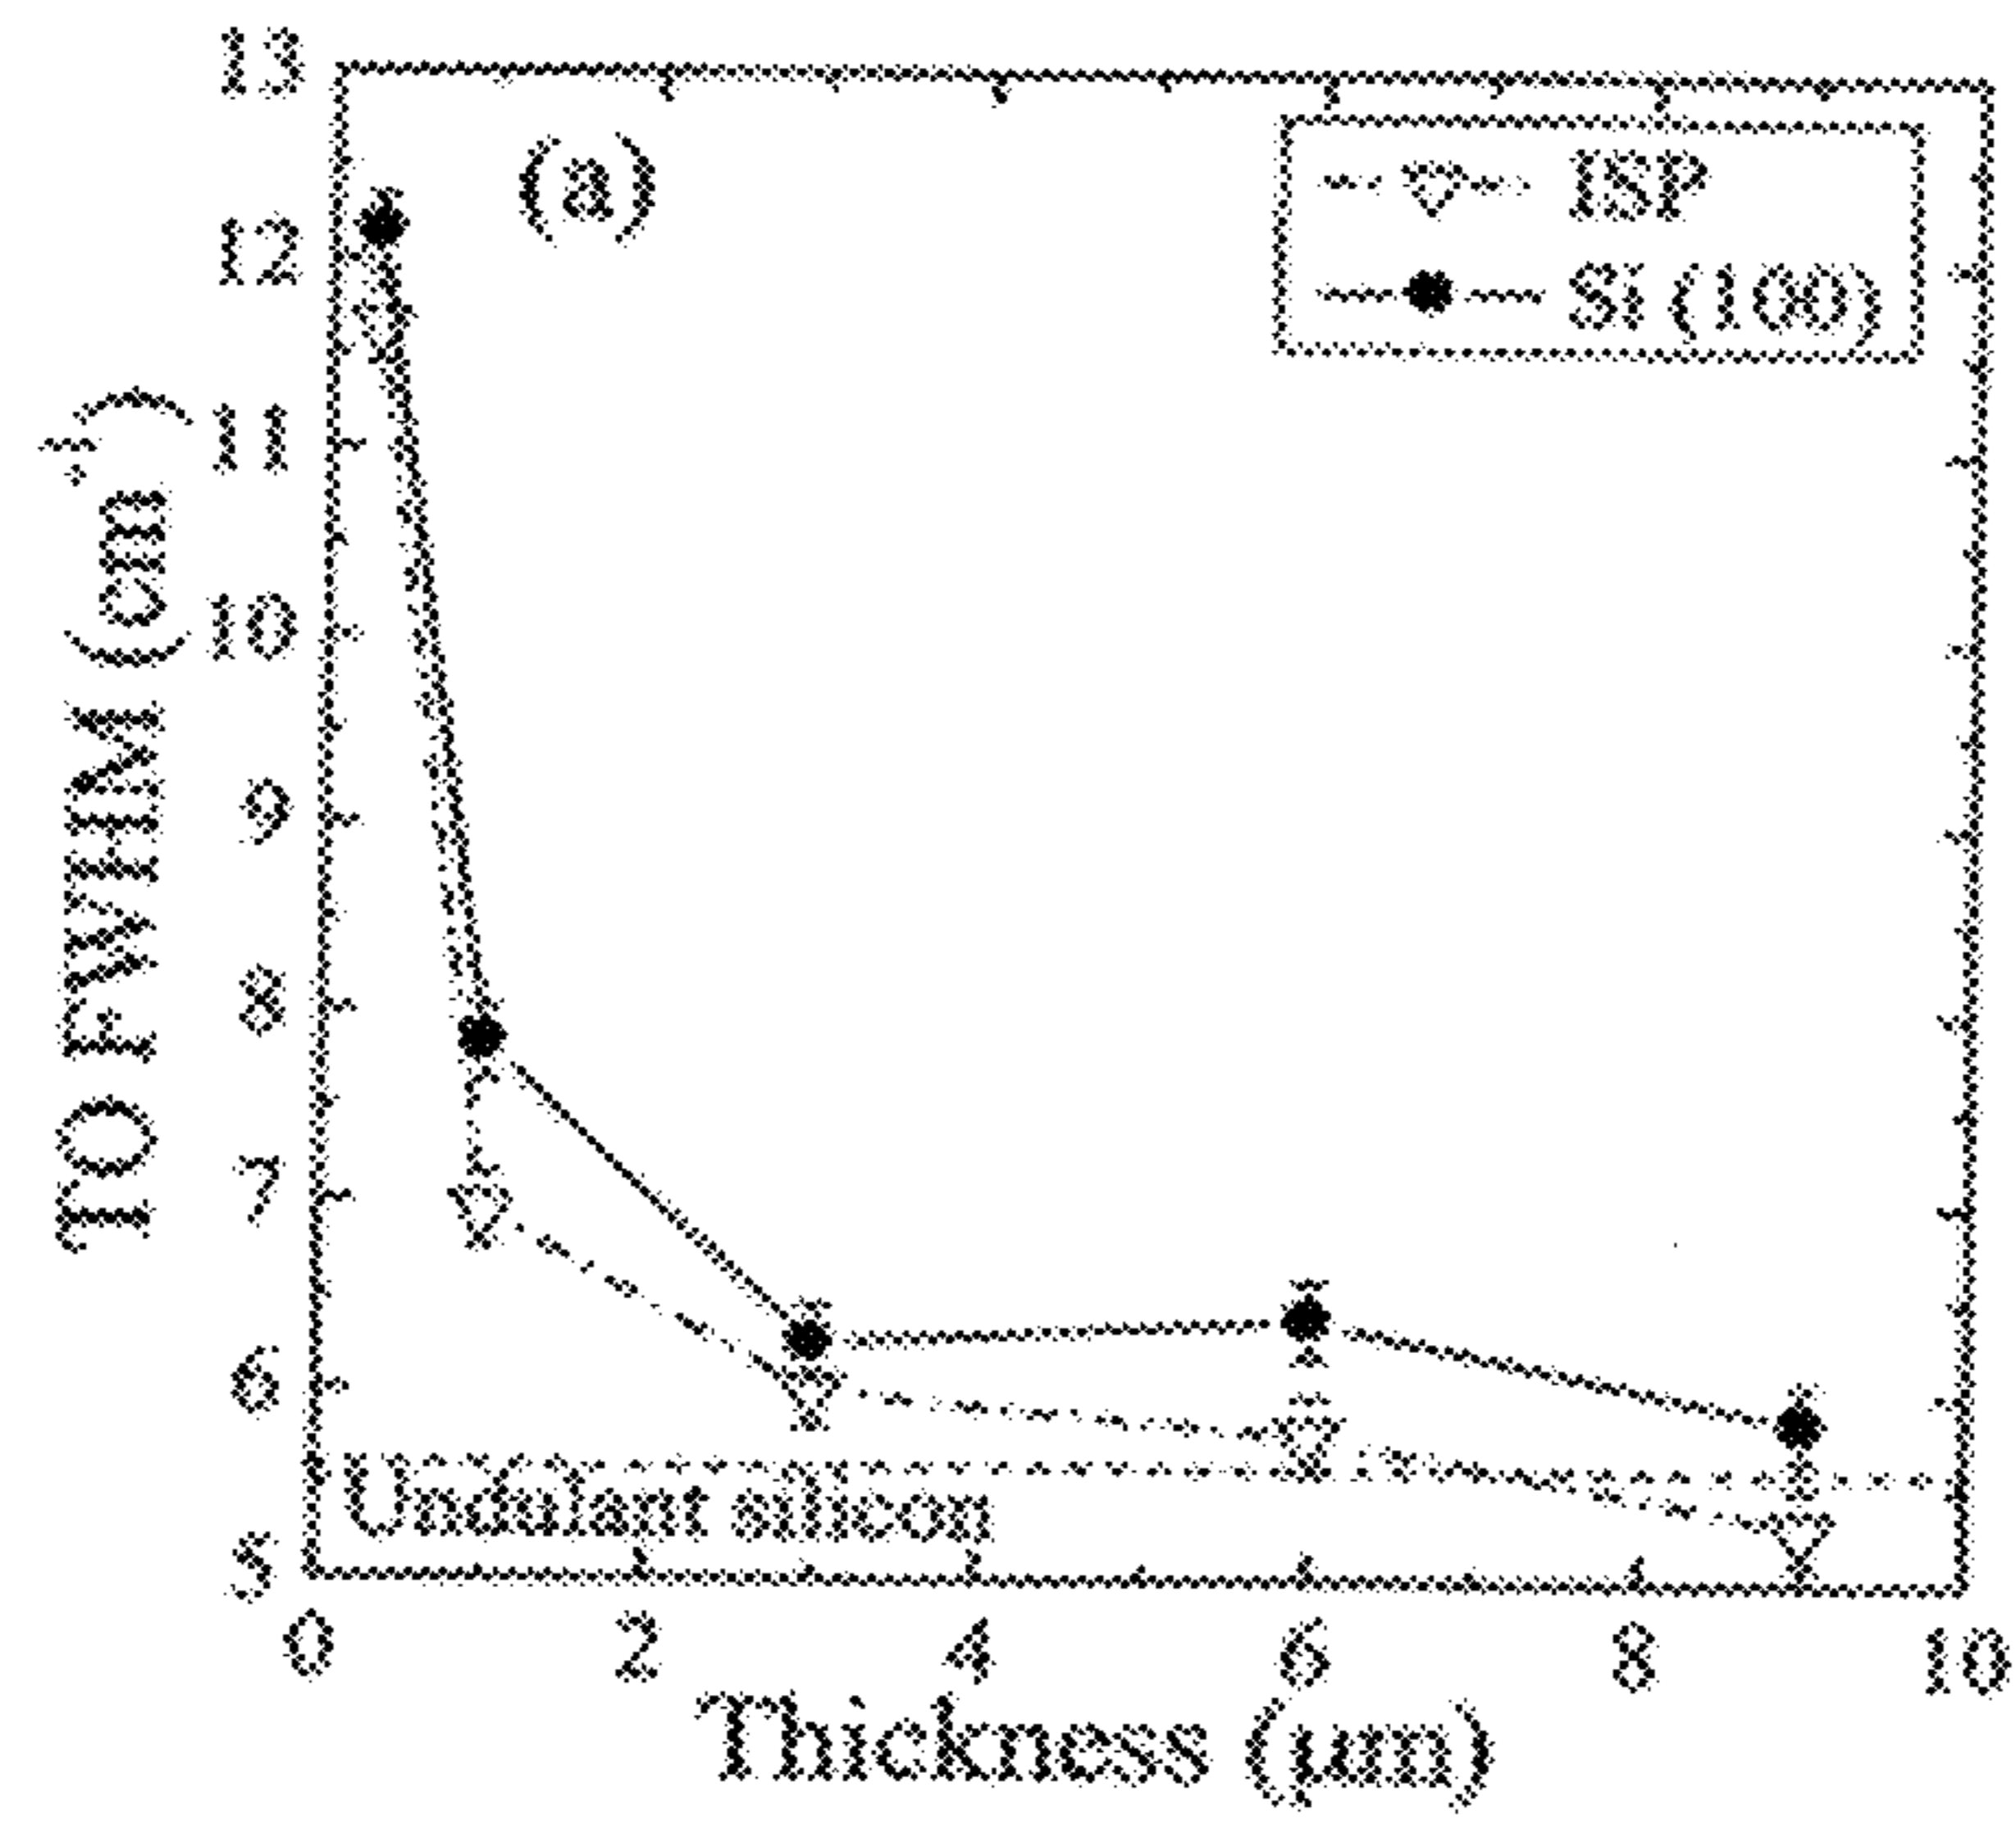 13
12
11
10
9
8
7
6
5
TO FWHM (cm⁻¹)
(a)
ISP
Si (100)
Undulant silicon
0 2 4 6 8 10
Thickness (μm)